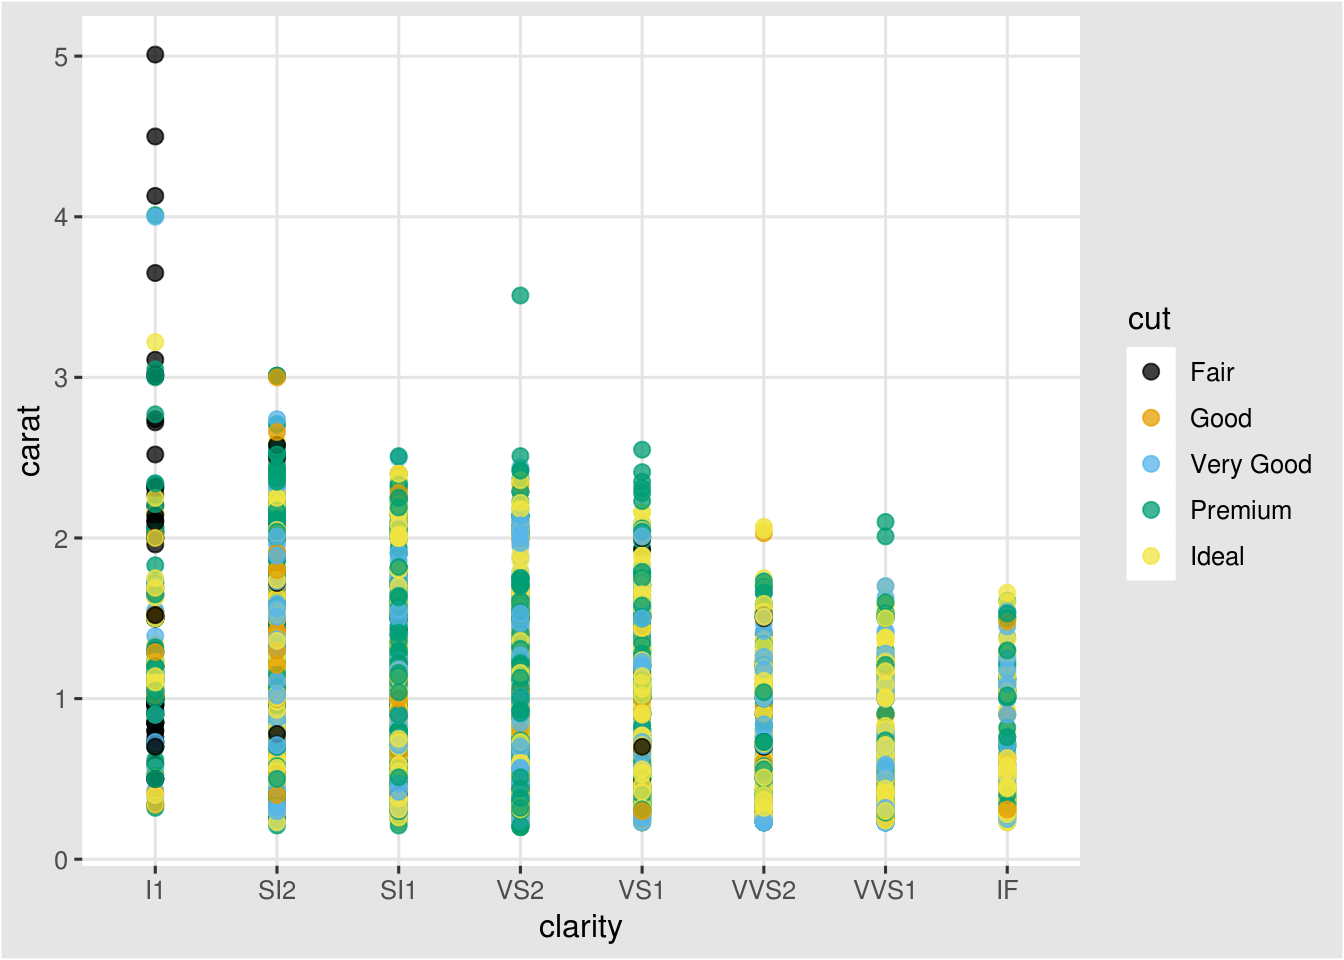 5
4
3
2
1
0
carat
I1 SI2 SI1 VS2 VS1 VVS2 VVS1 IF
clarity
cut
Fair
Good
Very Good
Premium
Ideal